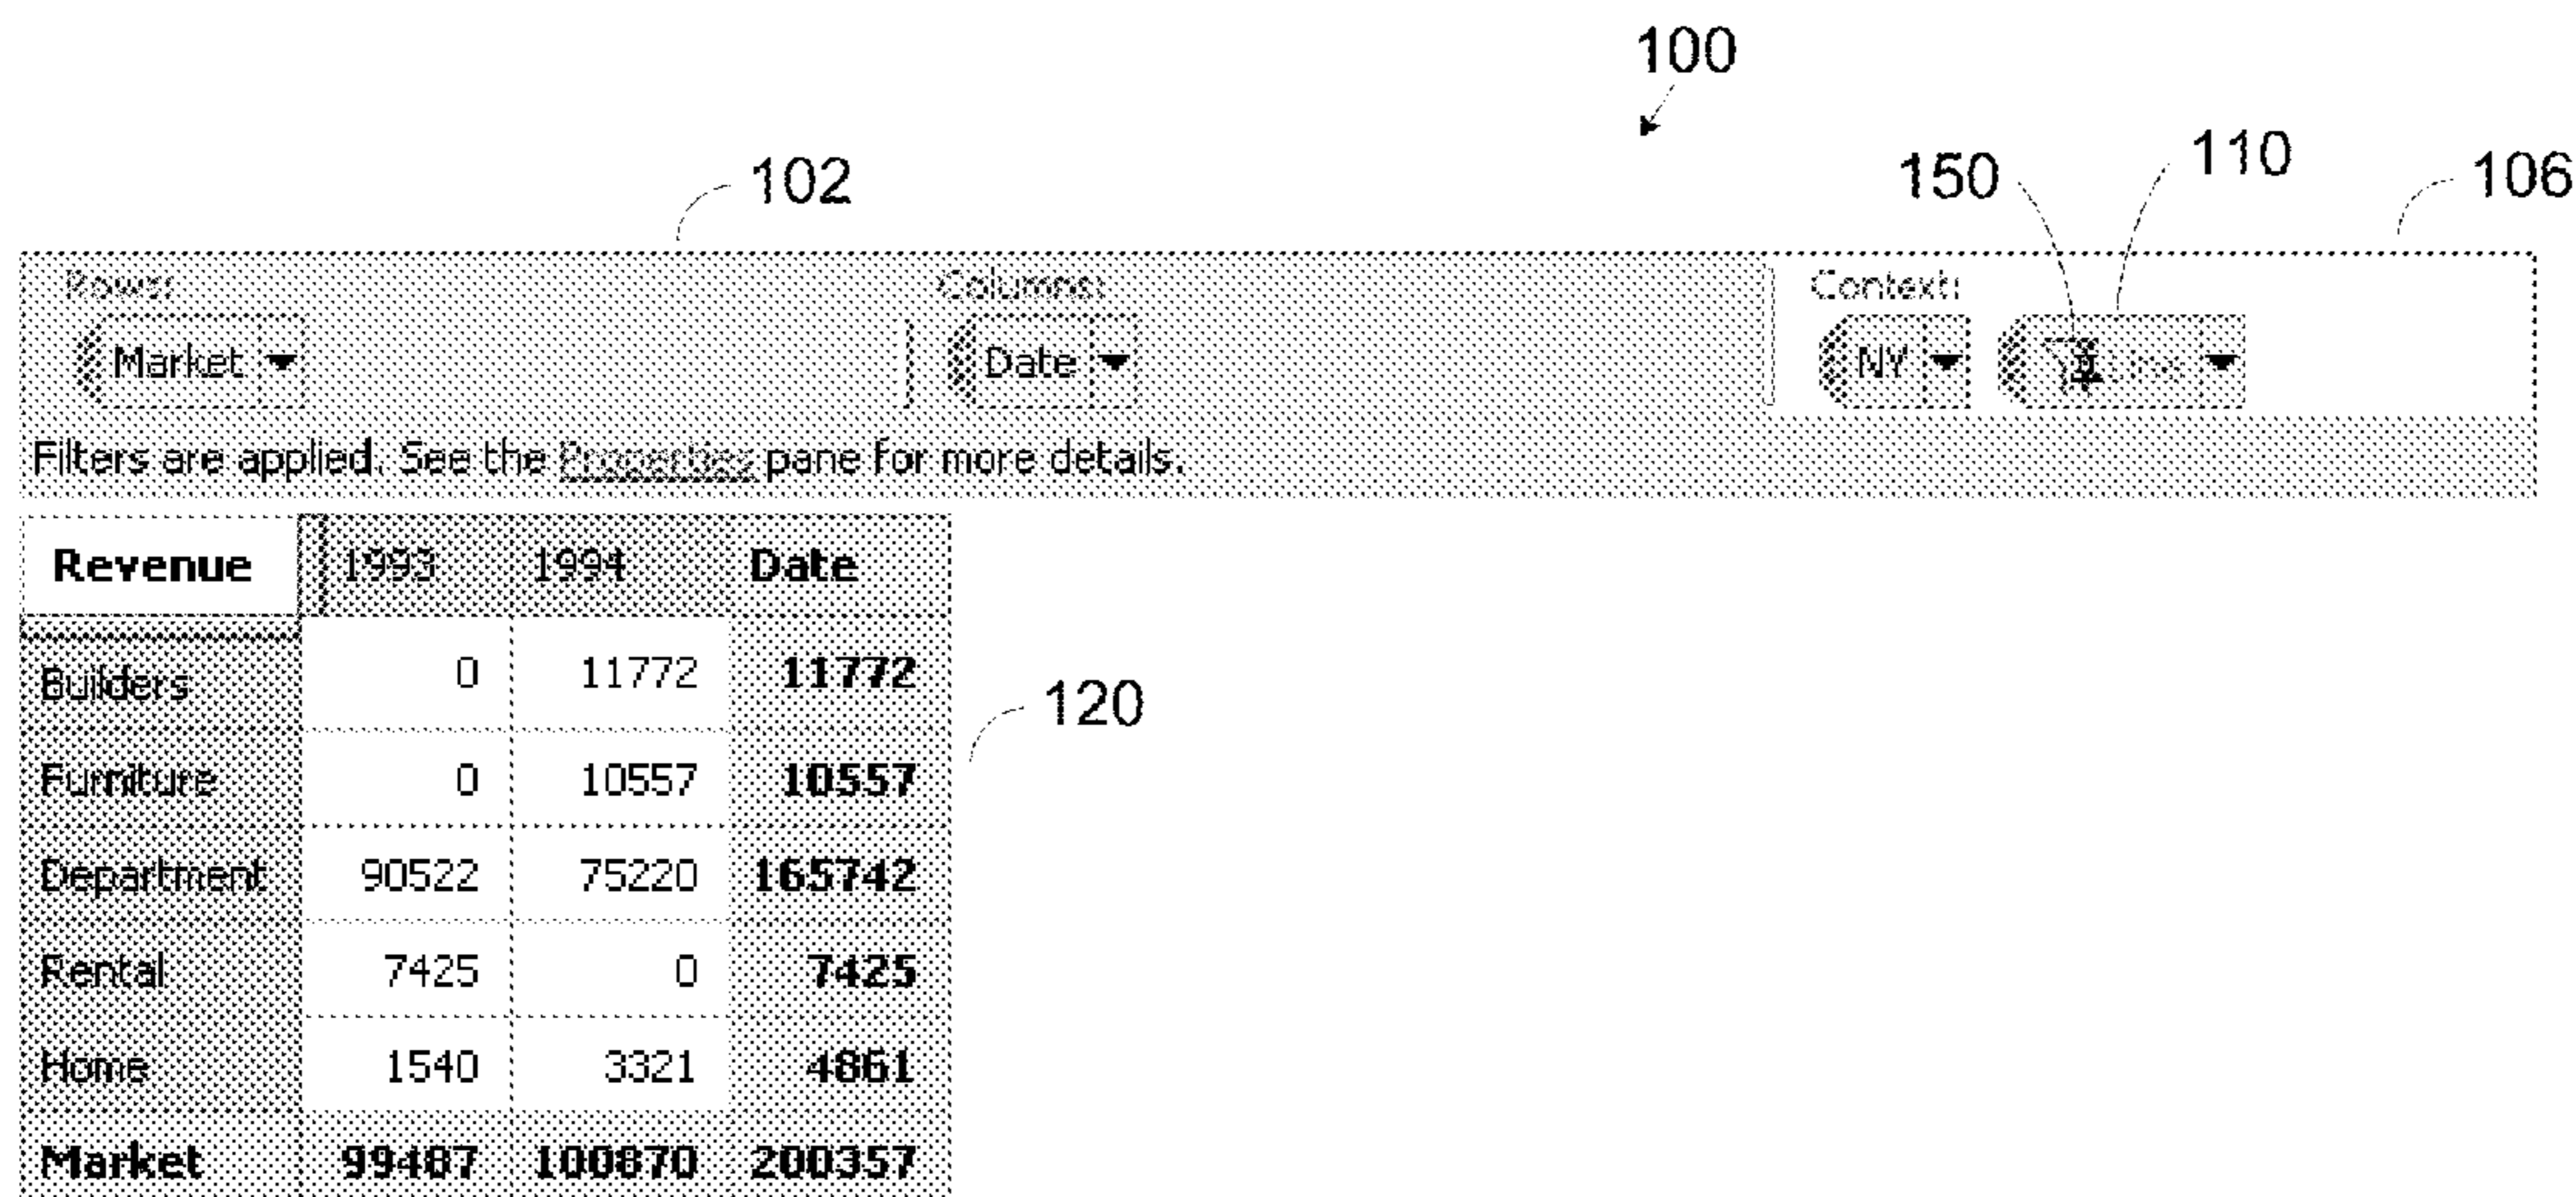 100
102
150
110
106
Rows:
Columns:
Context:
Market
Date
NY
Line
Filters are applied. See the Properties pane for more details.
Revenue 1993 1994 Date
Builders 0 11772 11772
Furniture 0 10557 10557
120
Department 90522 75220 165742
Rental 7425 0 7425
Home 1540 3321 4861
Market 99487 100870 200357